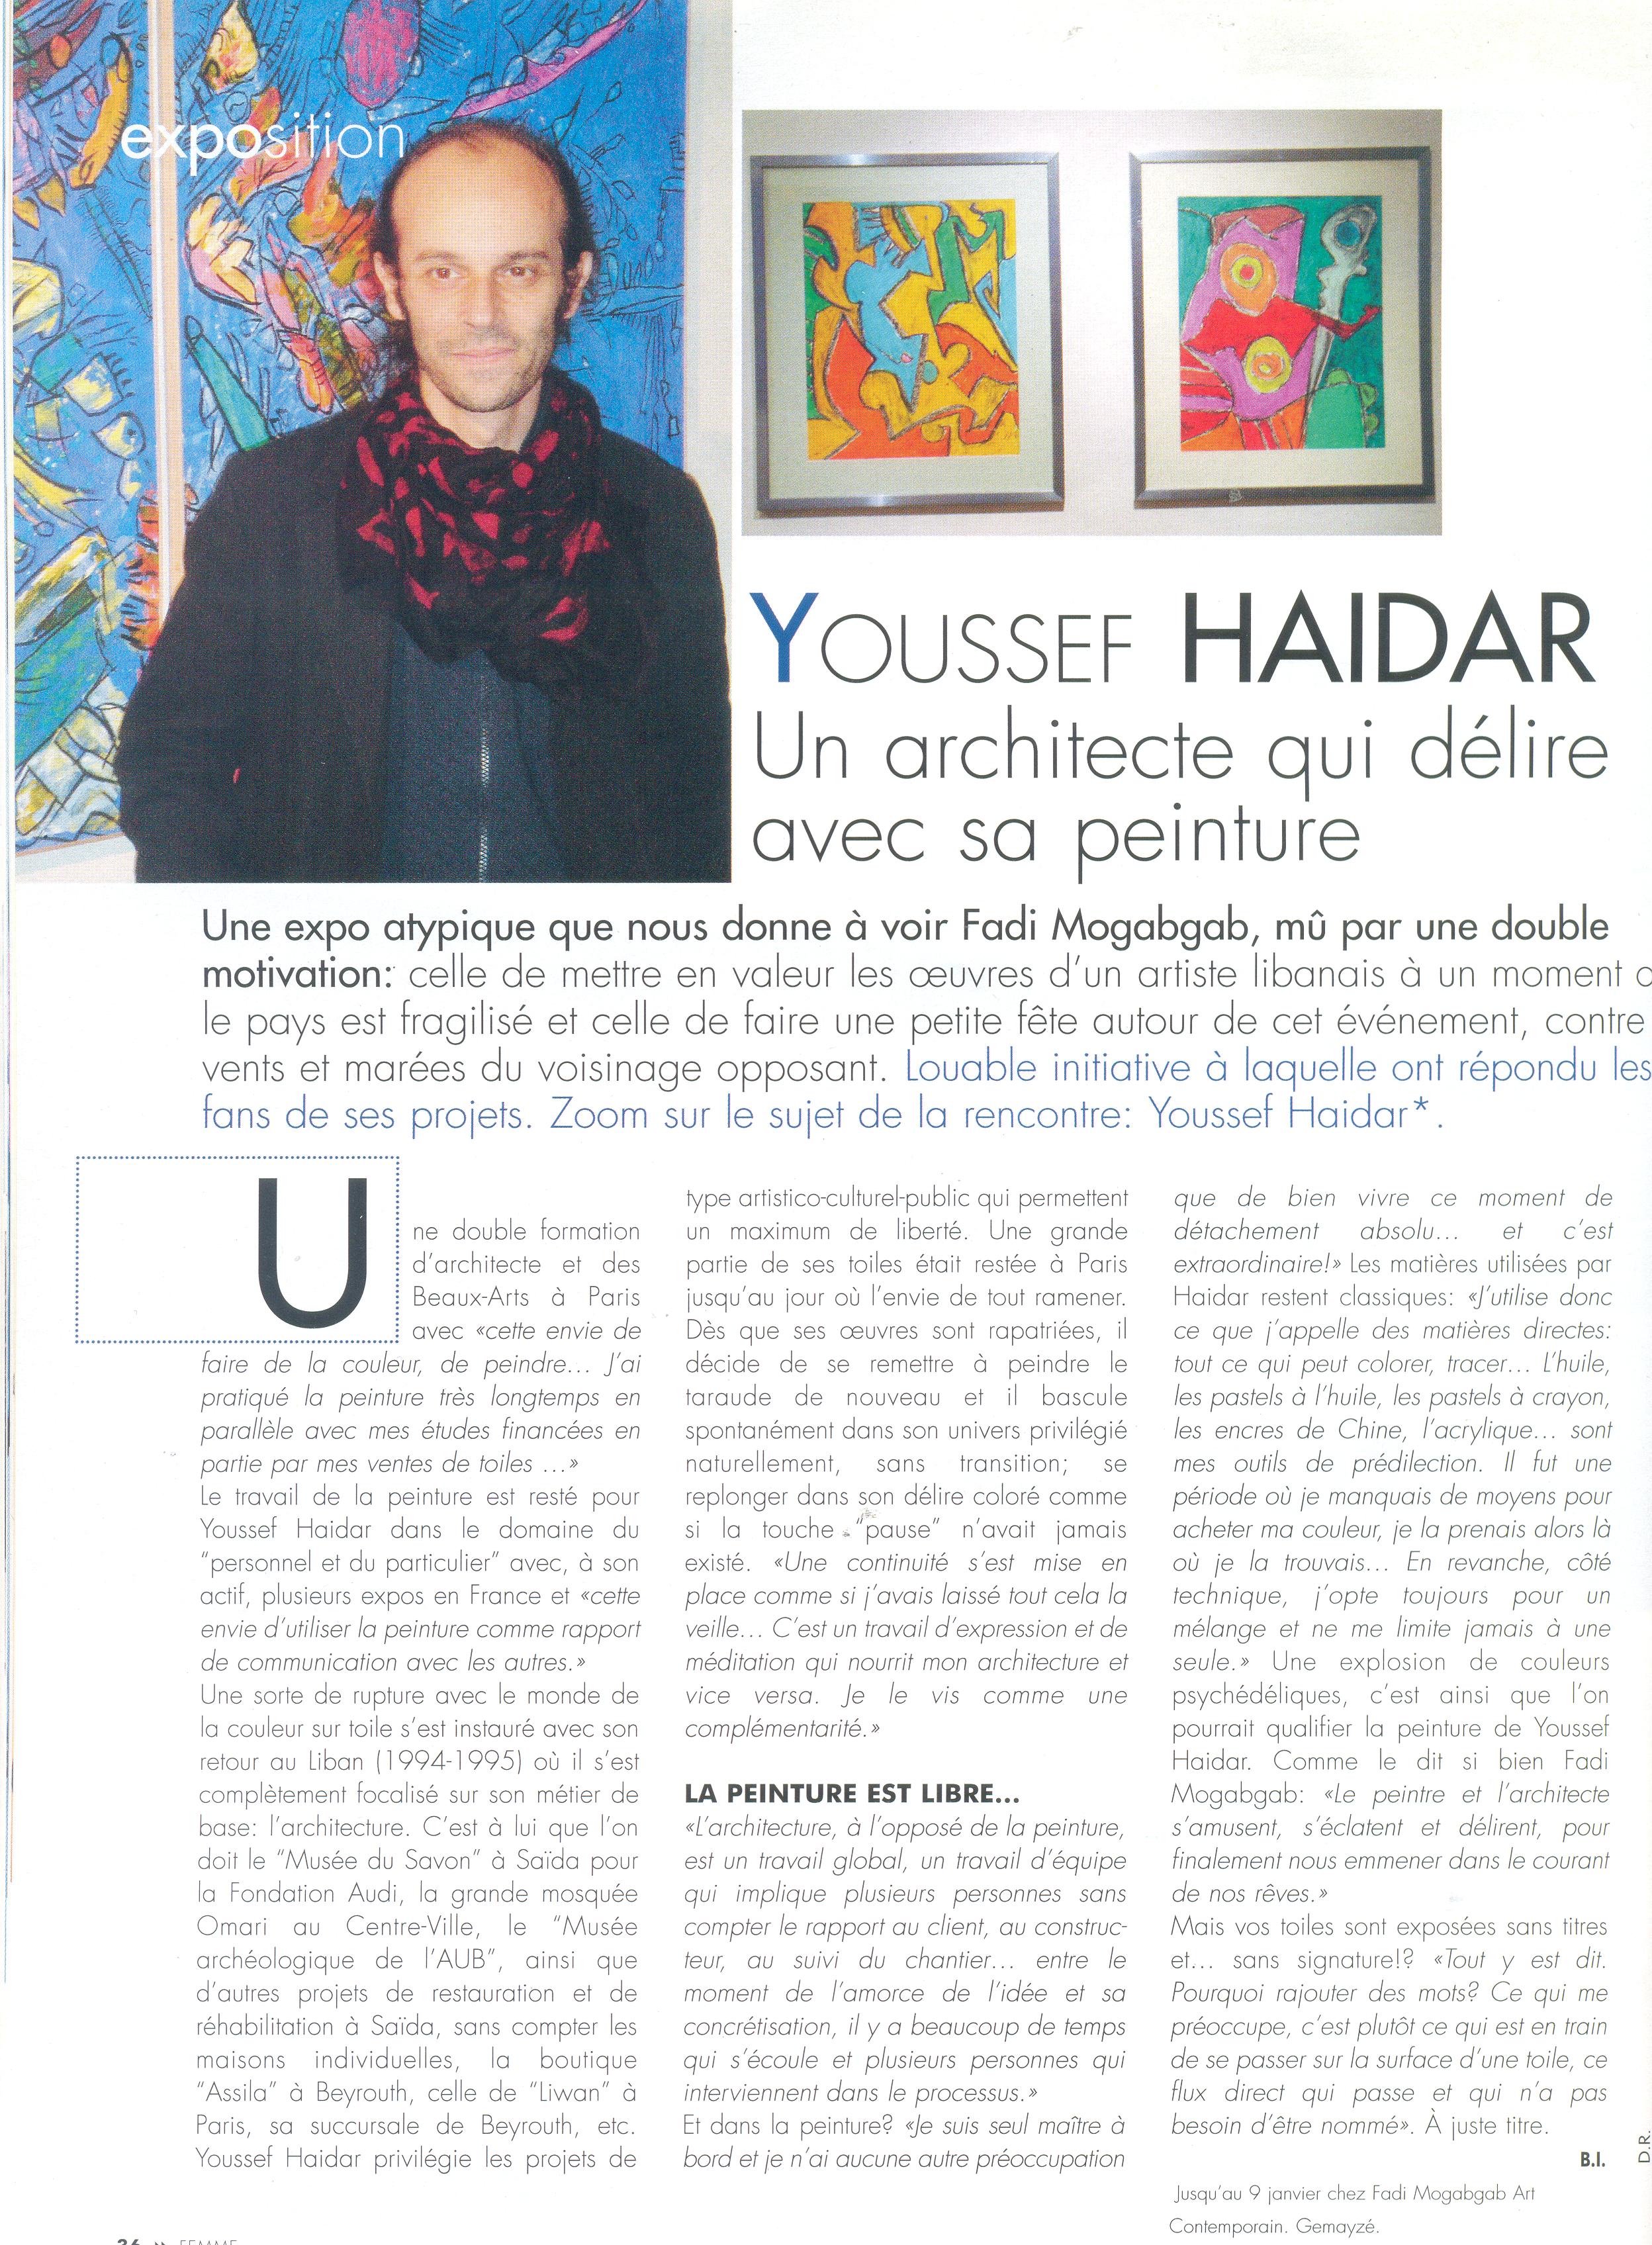 exposition
YOUSSEF HAIDAR
Un architecte qui délire
avec sa peinture
Une expo atypique que nous donne à voir Fadi Mogabgab, mû par une double
motivation: celle de mettre en valeur les œuvres d'un artiste libanais à un moment
le pays est fragilisé et celle de faire une petite fête autour de cet événement, contre
vents et marées du voisinage opposant. Louable initiative à laquelle ont répondu les
fans de ses projets. Zoom sur le sujet de la rencontre: Youssef Haidar*.
Une double formation
d'architecte et des
Beaux-Arts à Paris
avec «cette envie de
faire de la couleur, de peindre... J'ai
pratiqué la peinture très longtemps en
parallèle avec mes études financées en
partie par mes ventes de toiles ...»
Le travail de la peinture est resté pour
Youssef Haidar dans le domaine du
"personnel et du particulier" avec, à son
actif, plusieurs expos en France et «cette
envie d'utiliser la peinture comme rapport
de communication avec les autres.»
Une sorte de rupture avec le monde de
la couleur sur toile s'est instauré avec son
retour au Liban (1994-1995) où il s'est
complètement focalisé sur son métier de
base: l'architecture. C'est à lui que l'on
doit le "Musée du Savon" à Saïda pour
la Fondation Audi, la grande mosquée
Omari au Centre-Ville, le "Musée
archéologique de l'AUB", ainsi que
d'autres projets de restauration et de
réhabilitation à Saïda, sans compter les
maisons individuelles, la boutique
"Assila" à Beyrouth, celle de "Liwan" à
Paris, sa succursale de Beyrouth, etc.
Youssef Haidar privilégie les projets de
type artistico-culturel-public qui permettent
un maximum de liberté. Une grande
partie de ses toiles était restée à Paris
jusqu'au jour où l'envie de tout ramener.
Dès que ses œuvres sont rapatriées, il
décide de se remettre à peindre le
taraude de nouveau et il bascule
spontanément dans son univers privilégié
naturellement, sans transition; se
replonger dans son délire coloré comme
si la touche "pause" n'avait jamais
existé. «Une continuité s'est mise en
place comme si j'avais laissé tout cela la
veille... C'est un travail d'expression et de
méditation qui nourrit mon architecture et
vice versa. Je le vis comme une
complémentarité.»
LA PEINTURE EST LIBRE...
«L'architecture, à l'opposé de la peinture,
est un travail global, un travail d'équipe
qui implique plusieurs personnes sans
compter le rapport au client, au construc-
teur, au suivi du chantier... entre le
moment de l'amorce de l'idée et sa
concrétisation, il y a beaucoup de temps
qui s'écoule et plusieurs personnes qui
interviennent dans le processus.»
Et dans la peinture? «Je suis seul maître à
bord et je n'ai aucune autre préoccupation
que de bien vivre ce moment de
détachement absolu... et c'est
extraordinaire!» Les matières utilisées par
Haidar restent classiques: «J'utilise donc
ce que j'appelle des matières directes:
tout ce qui peut colorer, tracer... L'huile,
les pastels à l'huile, les pastels à crayon,
les encres de Chine, l'acrylique... sont
mes outils de prédilection. Il fut une
période où je manquais de moyens pour
acheter ma couleur, je la prenais alors là
où je la trouvais... En revanche, côté
technique, j'opte toujours pour un
mélange et ne me limite jamais à une
seule.» Une explosion de couleurs
psychédéliques, c'est ainsi que l'on
pourrait qualifier la peinture de Youssef
Haidar. Comme le dit si bien Fadi
Mogabgab: «Le peintre et l'architecte
s'amusent, s'éclatent et délirent, pour
finalement nous emmener dans le courant
de nos rêves.»
Mais vos toiles sont exposées sans titres
et... sans signature!? «Tout y est dit.
Pourquoi rajouter des mots? Ce qui me
préoccupe, c'est plutôt ce qui est en train
de se passer sur la surface d'une toile, ce
flux direct qui passe et qui n'a pas
besoin d'être nommé». À juste titre.
B.I.
D.R.
Jusqu'au 9 janvier chez Fadi Mogabgab Art
Contemporain. Gemayzé.
36 » FEMME